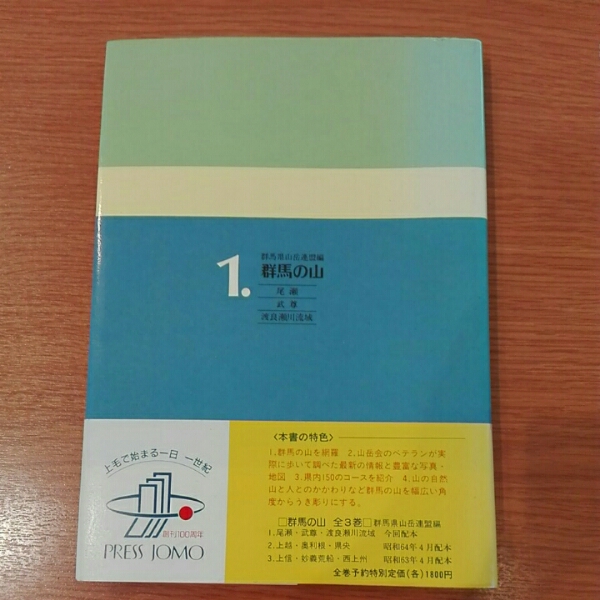 群馬県山岳連盟編
1. 群馬の山
尾瀬
武尊
渡良瀬川流域
〈本書の特色〉
1.群馬の山を網羅 2.山岳会のベテランが実
際に歩いて調べた最新の情報と豊富な写真・
地図 3.県内150のコースを紹介 4.山の自然
山と人とのかかわりなど群馬の山を幅広い角
度からうき彫りにする。
群馬の山 全3巻 群馬県山岳連盟編
1.尾瀬・武尊・渡良瀬川流域 今回配本
2.上越・奥利根・県央 昭和64年4月配本
3.上信・妙義荒船・西上州 昭和63年4月配本
全巻予約特別定価(各)1800円
上毛で始まる一日 一世紀
創刊100周年
PRESS JOMO